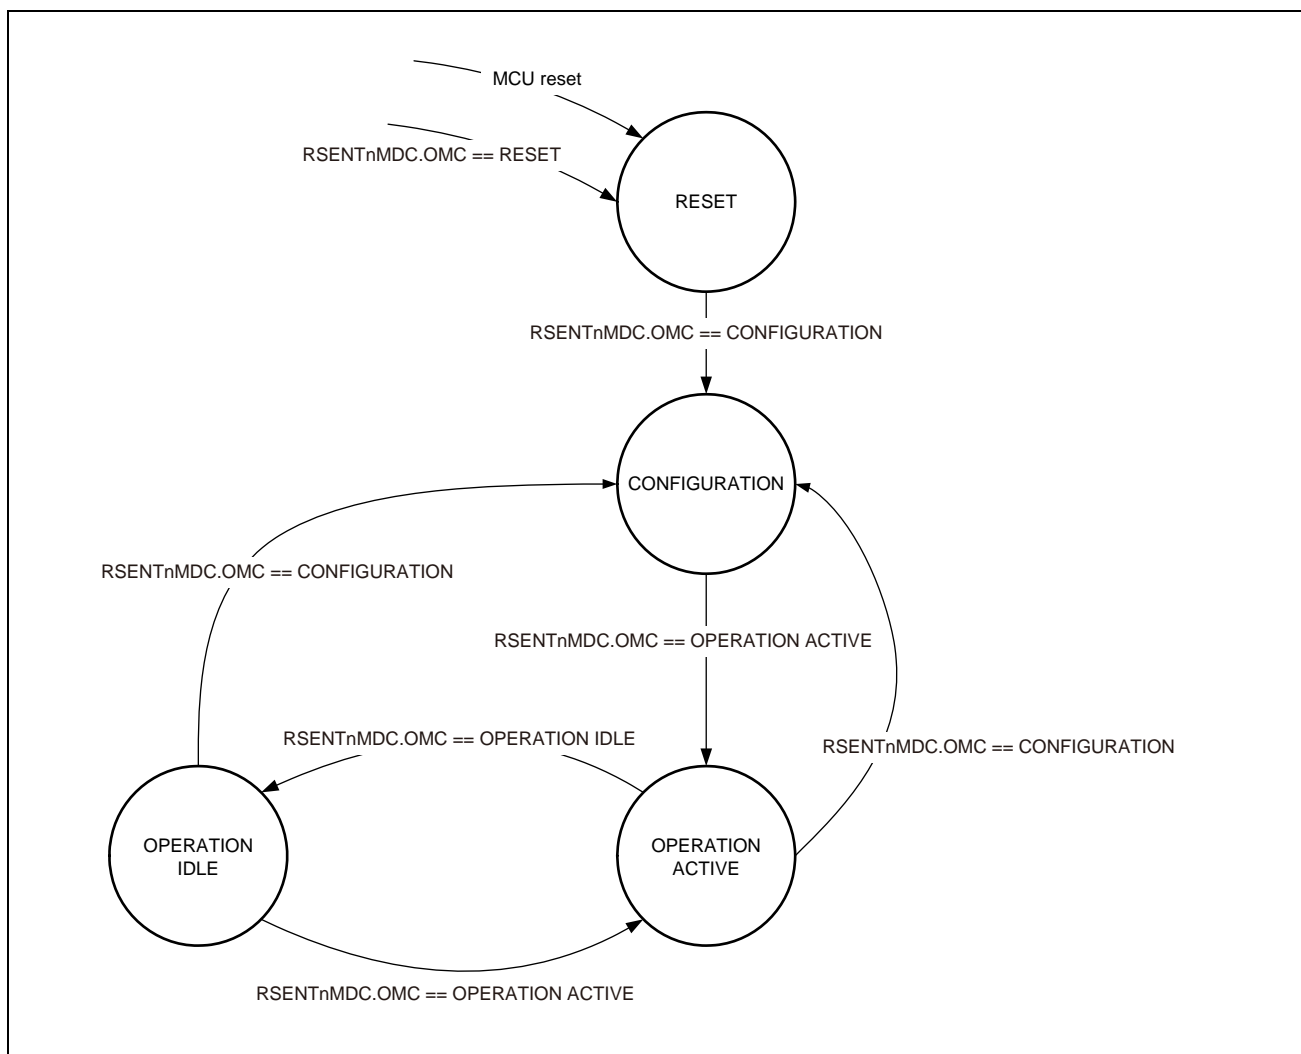 MCU reset
RSENTnMDC.OMC == RESET
RESET
RSENTnMDC.OMC == CONFIGURATION
CONFIGURATION
RSENTnMDC.OMC == CONFIGURATION
RSENTnMDC.OMC == OPERATION ACTIVE
RSENTnMDC.OMC == OPERATION IDLE
RSENTnMDC.OMC == CONFIGURATION
OPERATION
IDLE
OPERATION
ACTIVE
RSENTnMDC.OMC == OPERATION ACTIVE